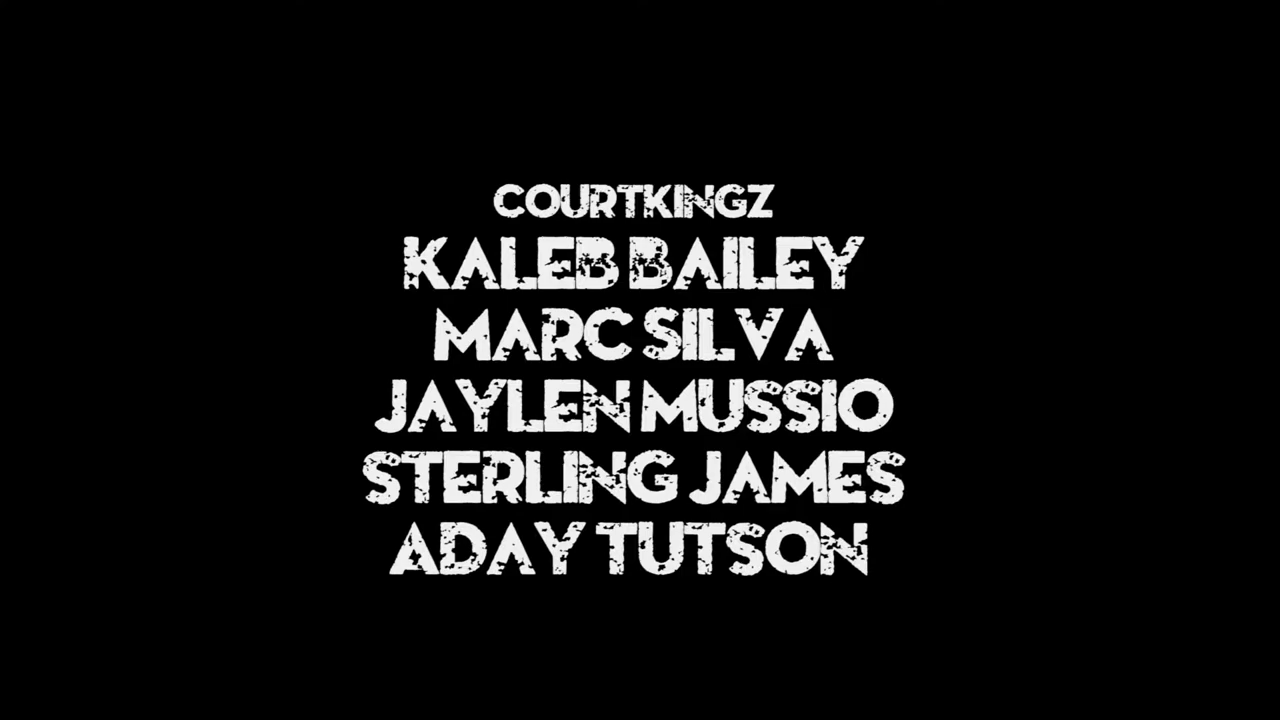 COURTKINGZ
KALEB BAILEY
MARC SILVA
JAYLEN MUSSIO
STERLING JAMES
ADAY TUTSON